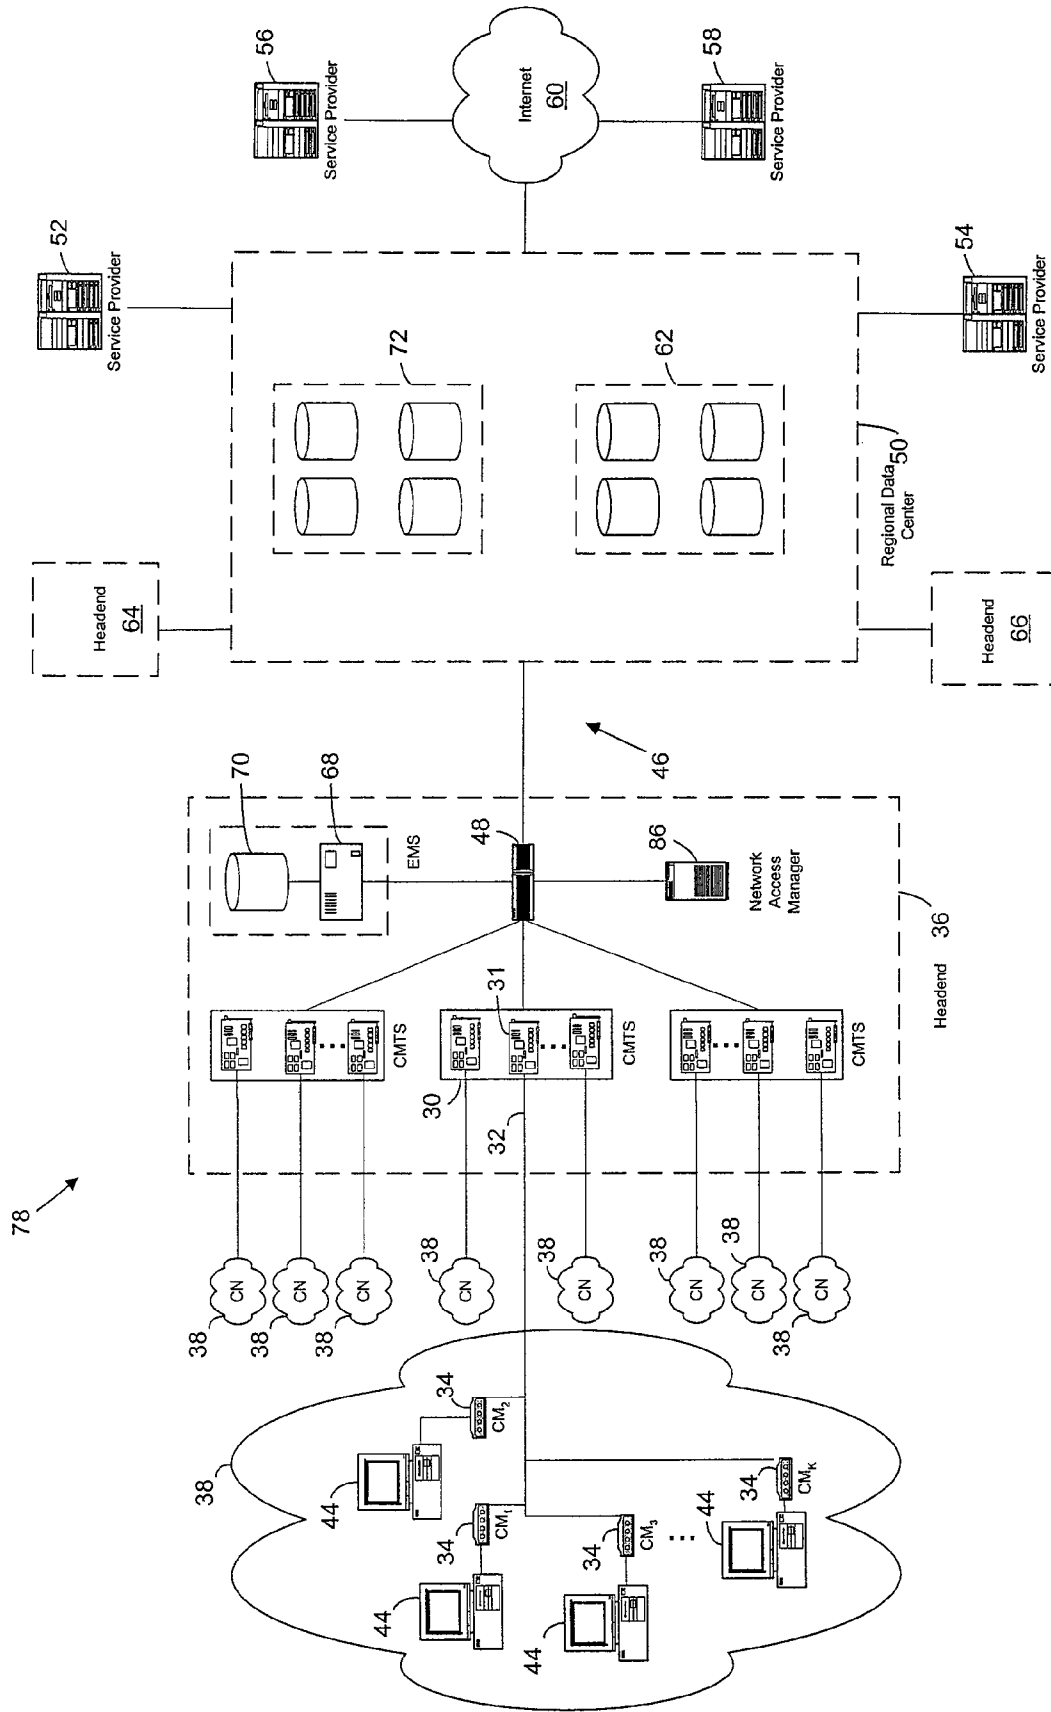 78
38
44
34
CM2
44
34
CM1
44
34
CM3
44
34
CMK
38
CN
38
CN
38
CN
38
CN
38
CN
38
CN
38
CN
38
CN
32
30
31
CMTS
CMTS
CMTS
70
68
EMS
48
86
Network
Access
Manager
Headend
36
46
Headend
64
Headend
66
72
62
Regional Data
Center
50
52
Service Provider
54
Service Provider
56
Service Provider
58
Service Provider
Internet
60